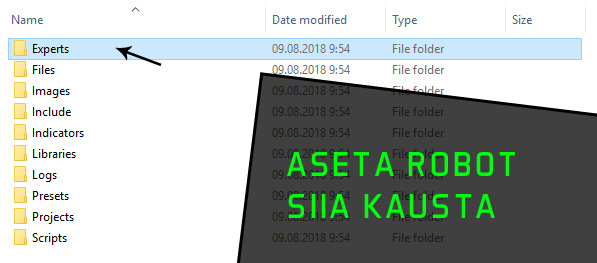 Name Date modified Type Size
Experts 09.08.2018 9:54 File folder
Files 09.08.2018 9:54 File folder
Images 09.08.2018 9:54 File folder
Include 09.08.2018 9:54 File folder
Indicators 09.08.2018 9:54 File folder
Libraries 09.08.2018 9:54 File folder
Logs 09.08.2018 9:54 File folder
Presets 09.08.2018 9:54 File folder
Projects 09.08.2018 9:54 File folder
Scripts 09.08.2018 9:54 File folder
ASETA ROBOT
SIIA KAUSTA